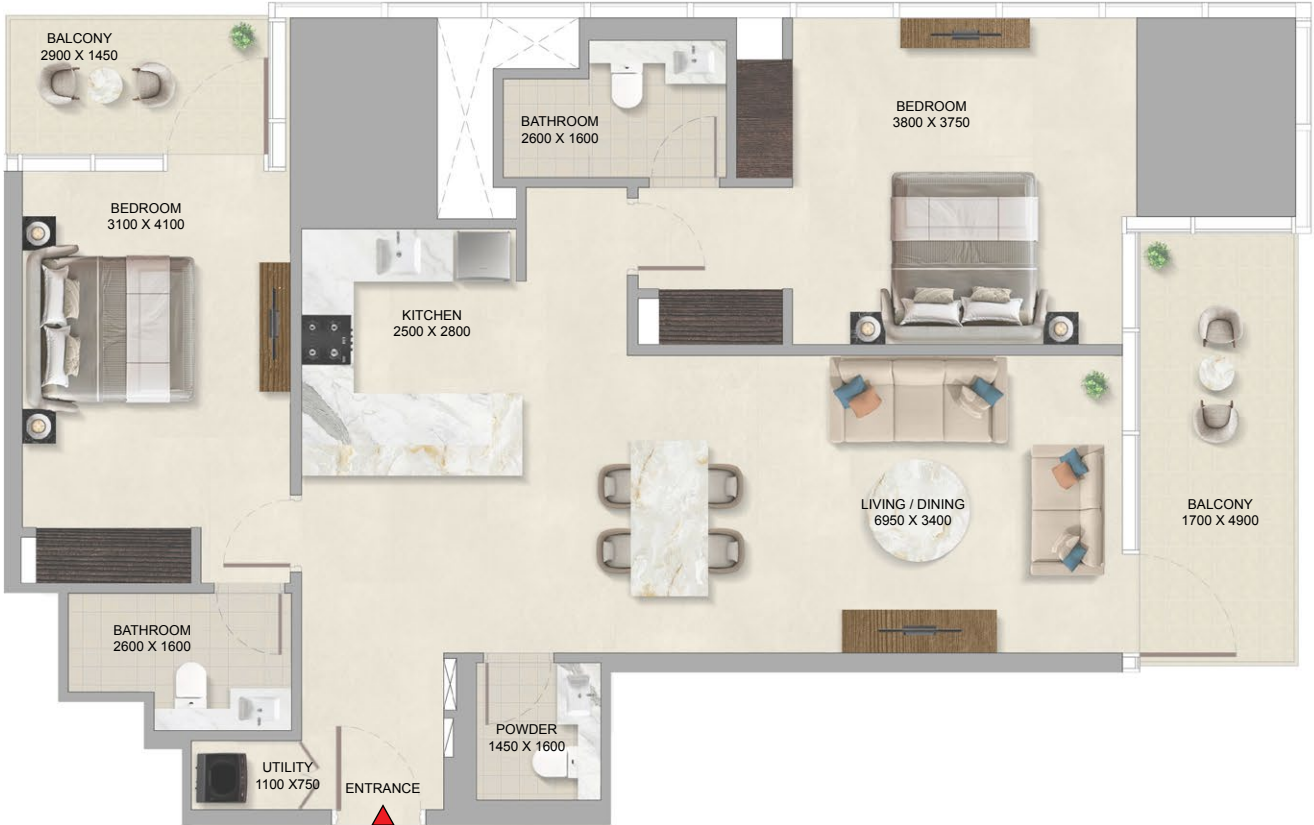 BALCONY
2900 X 1450
BATHROOM
2600 X 1600
BEDROOM
3800 X 3750
BEDROOM
3100 X 4100
KITCHEN
2500 X 2800
LIVING / DINING
6950 X 3400
BALCONY
1700 X 4900
BATHROOM
2600 X 1600
POWDER
1450 X 1600
UTILITY
1100 X750
ENTRANCE